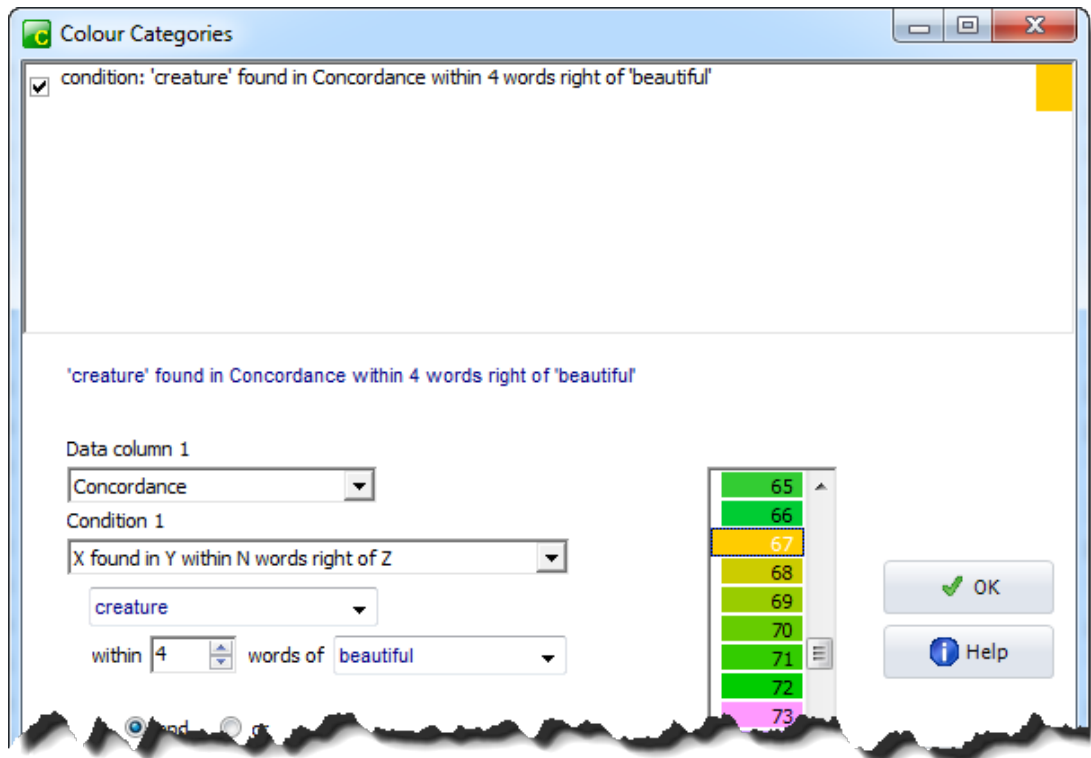 Colour Categories
condition: 'creature' found in Concordance within 4 words right of 'beautiful'
'creature' found in Concordance within 4 words right of 'beautiful'
Data column 1
Concordance
Condition 1
X found in Y within N words right of Z
creature
within 4 words of beautiful
65
66
67
68
69
70
71
72
73
OK
Help